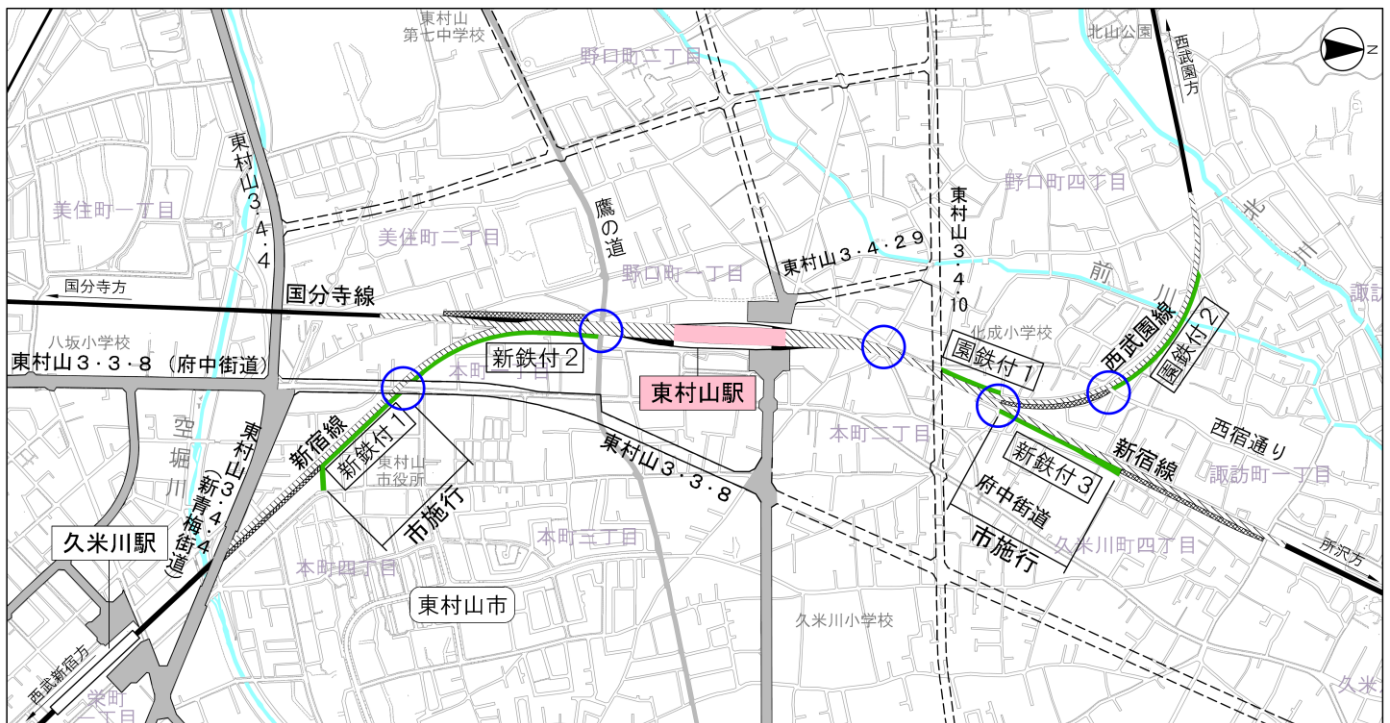 東村山
第七中学校
野口町二丁目
北山公園
西武園方
N
東村山3・4・4
美住町一丁目
美住町二丁目
鷹の道
野口町一丁目
東村山3・4・29
東村山3・4・10
野口町四丁目
北川
前川
諏訪
国分寺方
国分寺線
八坂小学校
東村山3・3・8（府中街道）
新鉄付2
本町一丁目
東村山駅
化成小学校
園鉄付1
西武園線
園鉄付2
西宿通り
諏訪町一丁目
空堀川
新宿線
新鉄付1
東村山
市役所
市施行
東村山3・3・8
本町二丁目
新鉄付3
新宿線
府中街道
市施行
久米川町四丁目
所沢方
東村山3・4・4
（新青梅街道）
久米川駅
本町三丁目
本町四丁目
東村山市
久米川小学校
西武新宿方
栄町
一丁目
久米